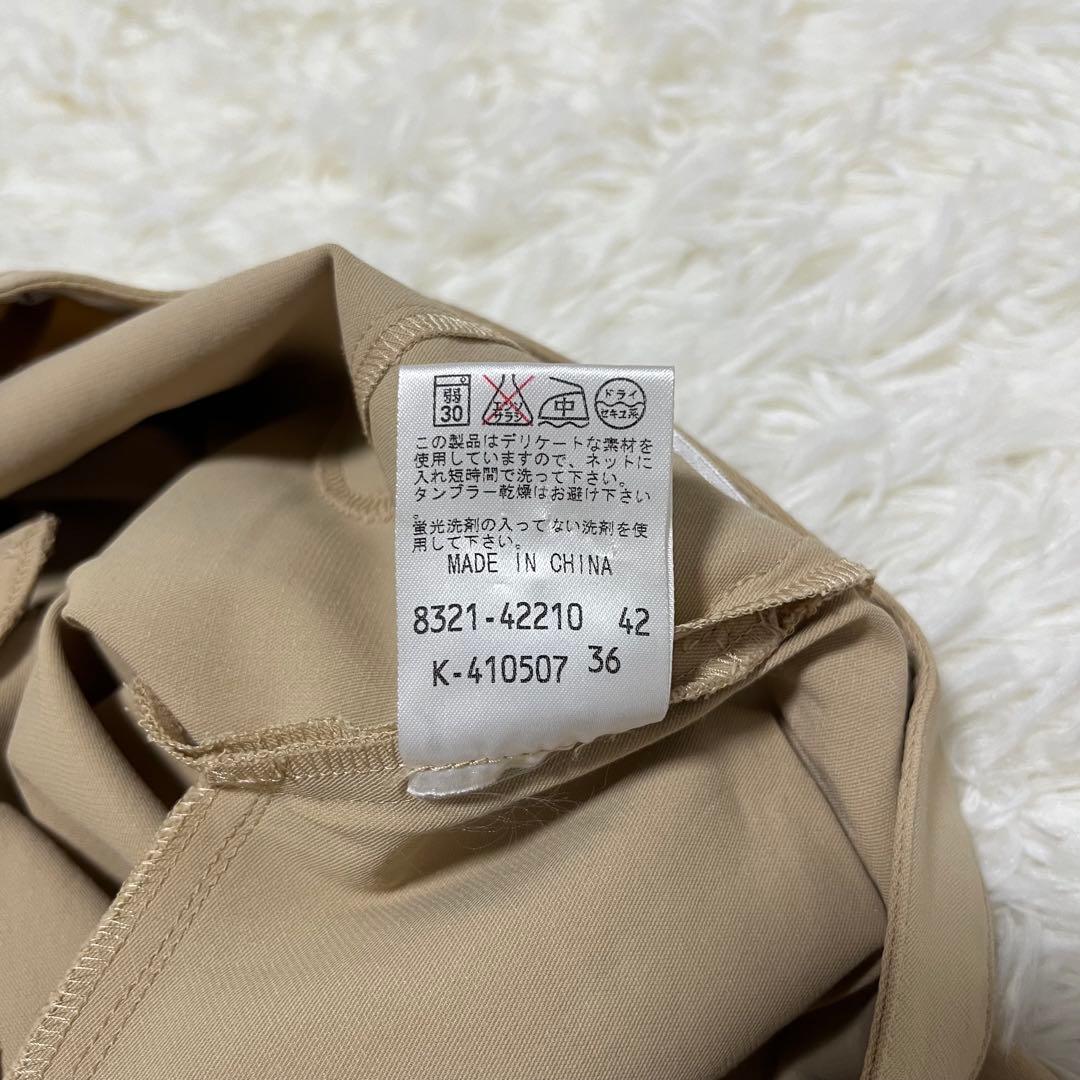 弱 30 エンソ サラシ 中 ドライ セキユ系
この製品はデリケートな素材を
使用していますので、ネットに
入れ短時間で洗って下さい。
タンブラー乾燥はお避け下さい
。
蛍光洗剤の入ってない洗剤を使
用して下さい。
MADE IN CHINA
8321-42210 42
K-410507 36